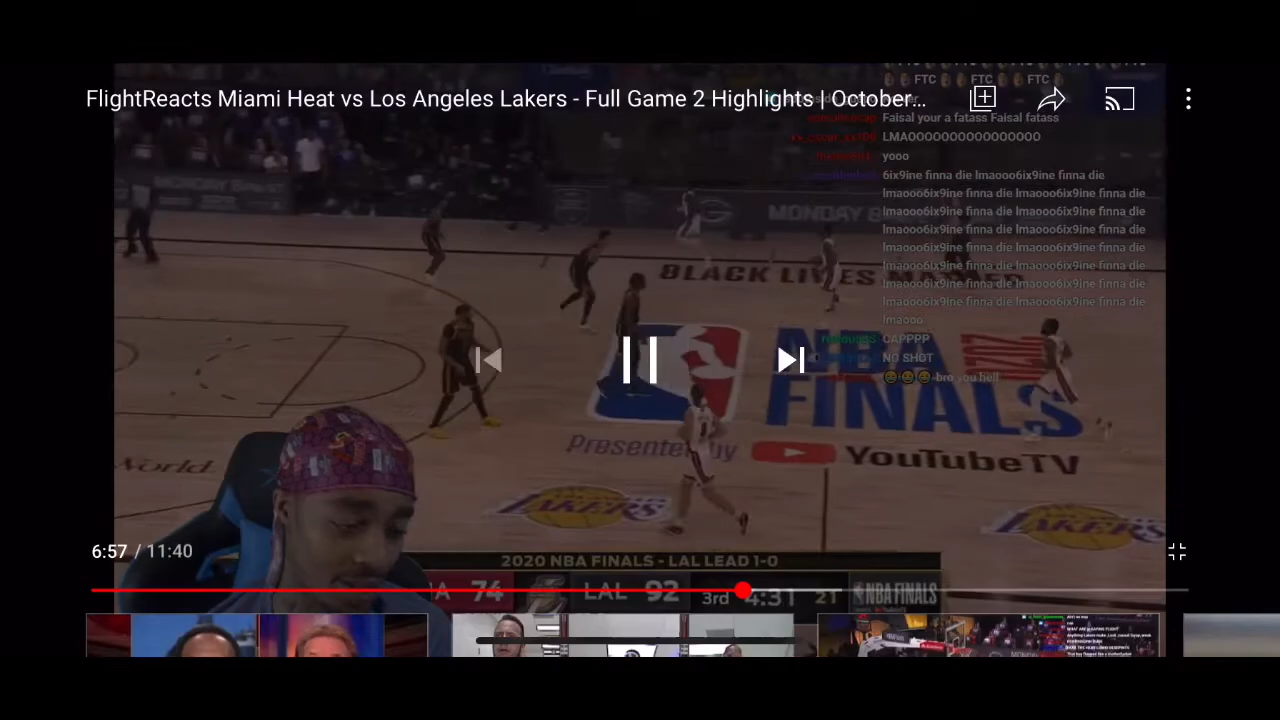 FTC FTC FTC
FlightReacts Miami Heat vs Los Angeles Lakers - Full Game 2 Highlights | October...
Faisal your a fatass Faisal fatass
LMAOOOOOOOOOOOOOOOO
yooo
6ix9ine finna die lmaooo6ix9ine finna die
lmaooo6ix9ine finna die lmaooo6ix9ine finna die
lmaooo6ix9ine finna die lmaooo6ix9ine finna die
lmaooo6ix9ine finna die lmaooo6ix9ine finna die
lmaooo6ix9ine finna die lmaooo6ix9ine finna die
lmaooo6ix9ine finna die lmaooo6ix9ine finna die
lmaooo6ix9ine finna die lmaooo6ix9ine finna die
lmaooo6ix9ine finna die lmaooo6ix9ine finna die
lmaooo
CAPPPP
NO SHOT
😂😂😂 bro you hell
MONDAY 8
BLACK LIVES MATTER
NBA
FINALS
Presented by YouTubeTV
World
1
LAKERS LAKERS
6:57 / 11:40
2020 NBA FINALS - LAL LEAD 1-0
A 74 LAL 92 3rd 4:31 21 NBA FINALS